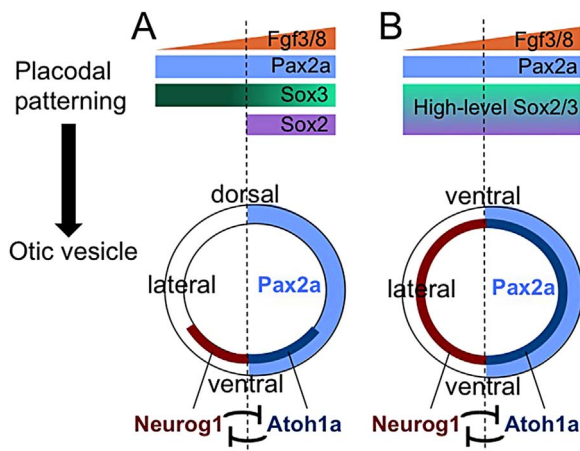 A
Fgf3/8
Pax2a
Sox3
Sox2
Placodal
patterning
Otic vesicle
dorsal
lateral
Pax2a
ventral
Neurog1
Atoh1a
B
Fgf3/8
Pax2a
High-level Sox2/3
ventral
lateral
Pax2a
ventral
Neurog1
Atoh1a